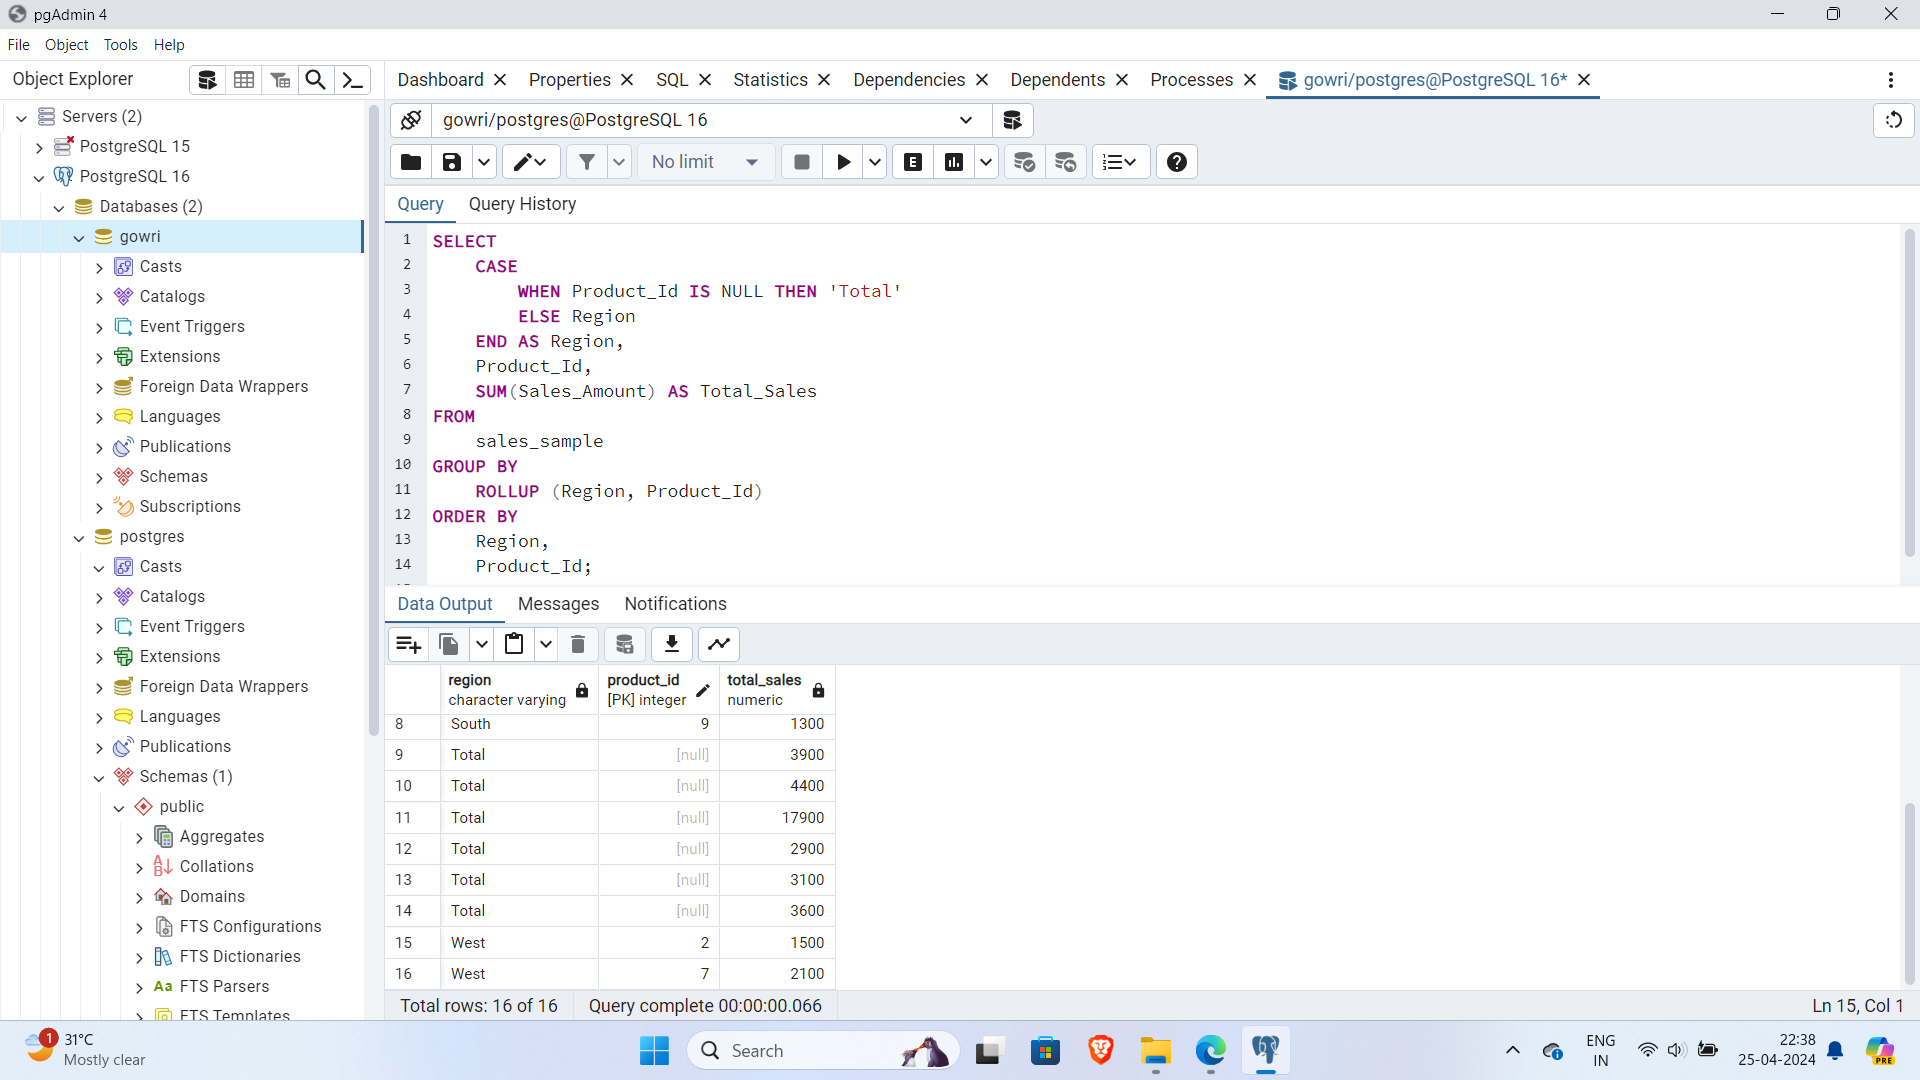 pgAdmin 4
File Object Tools Help
Object Explorer
Dashboard Properties SQL Statistics Dependencies Dependents Processes gowri/postgres@PostgreSQL 16*
gowri/postgres@PostgreSQL 16
No limit
E
Query Query History
1 SELECT
2 CASE
3 WHEN Product_Id IS NULL THEN 'Total'
4 ELSE Region
5 END AS Region,
6 Product_Id,
7 SUM(Sales_Amount) AS Total_Sales
8 FROM
9 sales_sample
10 GROUP BY
11 ROLLUP (Region, Product_Id)
12 ORDER BY
13 Region,
14 Product_Id;
Servers (2)
PostgreSQL 15
PostgreSQL 16
Databases (2)
gowri
Casts
Catalogs
Event Triggers
Extensions
Foreign Data Wrappers
Languages
Publications
Schemas
Subscriptions
postgres
Casts
Catalogs
Event Triggers
Extensions
Foreign Data Wrappers
Languages
Publications
Schemas (1)
public
Aggregates
Collations
Domains
FTS Configurations
FTS Dictionaries
Aa FTS Parsers
FTS Templates
Data Output Messages Notifications
region product_id total_sales
character varying [PK] integer numeric
8 South 9 1300
9 Total [null] 3900
10 Total [null] 4400
11 Total [null] 17900
12 Total [null] 2900
13 Total [null] 3100
14 Total [null] 3600
15 West 2 1500
16 West 7 2100
Total rows: 16 of 16 Query complete 00:00:00.066 Ln 15, Col 1
1 31°C
Mostly clear
Search
ENG
IN
22:38
25-04-2024
PRE